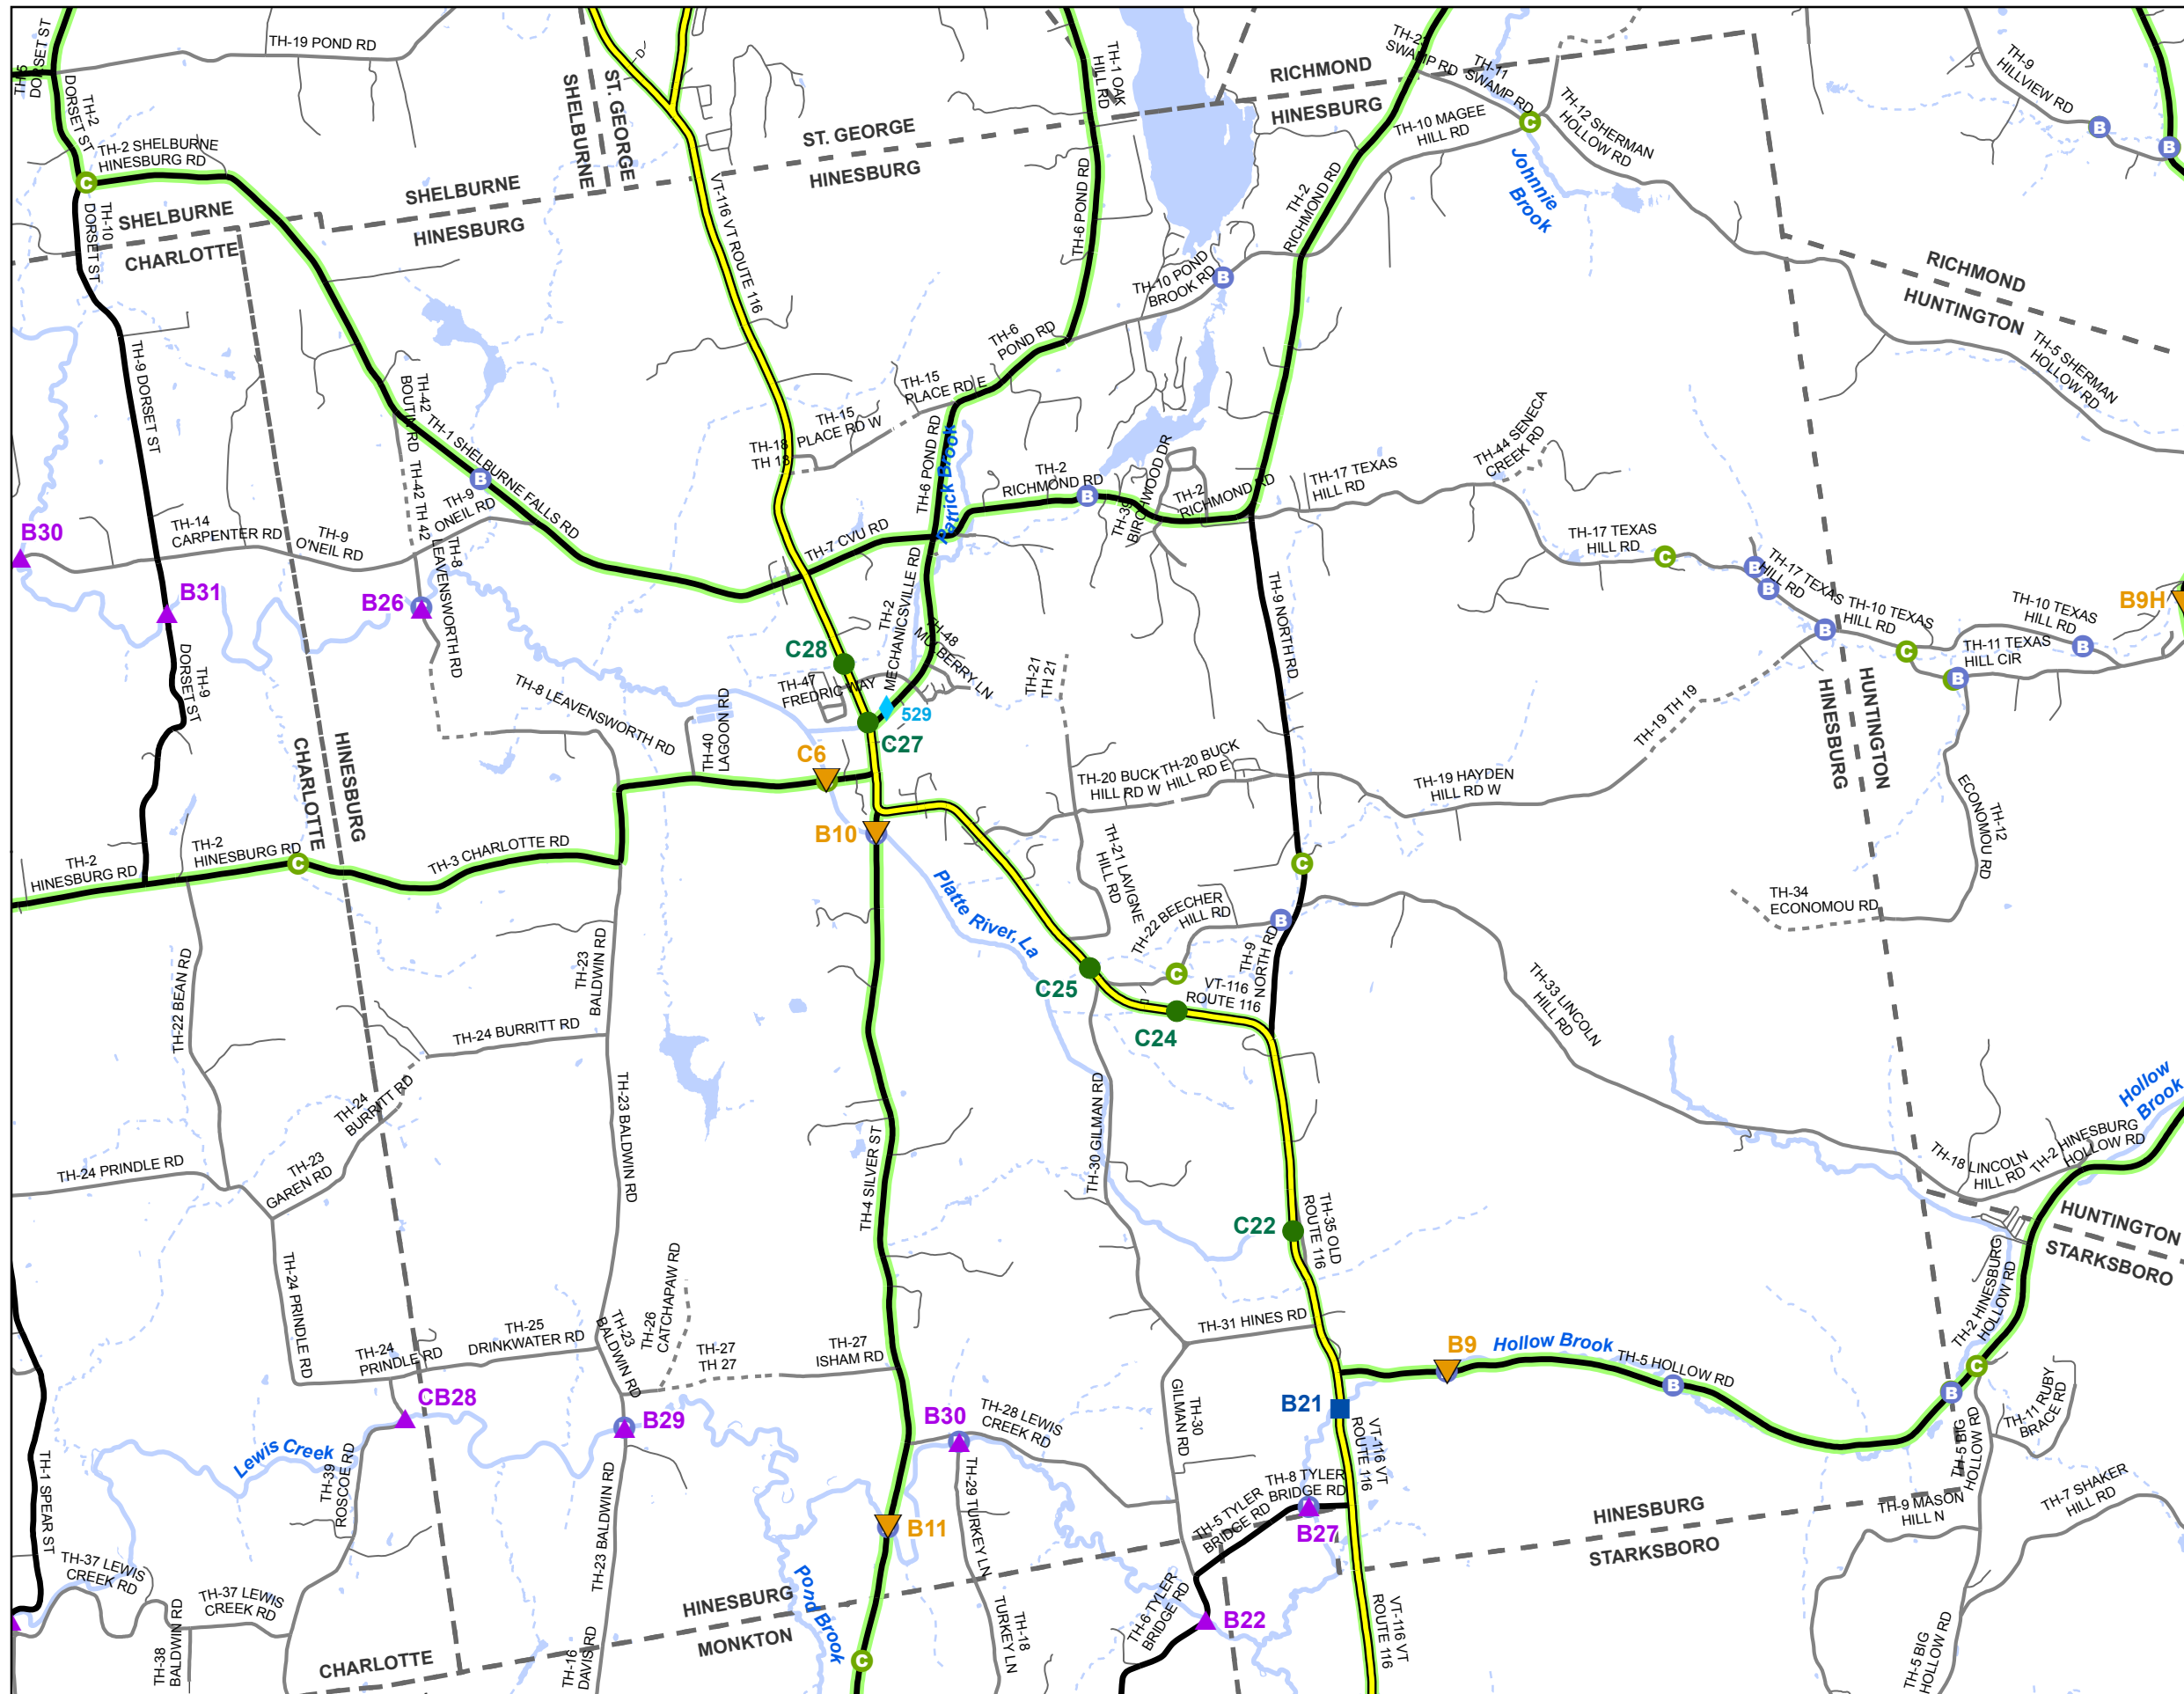 TH-5
DORSET ST
TH-19 POND RD
TH-2
DORSET ST
TH-2 SHELBURNE
HINESBURG RD
SHELBURNE
ST. GEORGE
D
TH-1 OAK
HILL RD
RICHMOND
HINESBURG
SWAMP RD
TH-11
SWAMP RD
TH-10 MAGEE
HILL RD
TH-12 SHERMAN
HOLLOW RD
TH-9
HILLVIEW RD
B
B
C
C
Johnnie
Brook
ST. GEORGE
HINESBURG
SHELBURNE
HINESBURG
SHELBURNE
CHARLOTTE
TH-10
DORSET ST
VT-116 VT ROUTE 116
TH-6 POND RD
TH-2
RICHMOND RD
TH-10 POND
BROOK RD
B
RICHMOND
HUNTINGTON
TH-5 SHERMAN
HOLLOW RD
TH-9 DORSET ST
TH-42
BOUTIN RD
TH-1 SHELBURNE FALLS RD
TH-6
POND RD
TH-15
PLACE RD E
TH-15
PLACE RD W
TH-18
TH 18
TH-6 POND RD
Patrick Brook
TH-2
RICHMOND RD
B
TH-39
BIRCHWOOD DR
TH-2
RICHMOND RD
TH-17 TEXAS
HILL RD
TH-44 SENECA
CREEK RD
TH-17 TEXAS
HILL RD
C
B
B
TH-17 TEXAS
HILL RD
B
TH-10 TEXAS
HILL RD
TH-10 TEXAS
HILL RD
TH-11 TEXAS
HILL CIR
C
B
B
B9H
B30
TH-14
CARPENTER RD
TH-9
O'NEIL RD
TH-42 TH 42
TH-9
ONEIL RD
B
TH-8
LEAVENSWORTH RD
B31
B26
TH-7 CVU RD
TH-2
MECHANICSVILLE RD
TH-48
MULBERRY LN
TH-9 NORTH RD
TH-9
DORSET ST
C28
TH-47
FREDRIC WAY
529
C27
TH-21
TH 21
TH-8 LEAVENSWORTH RD
TH-40
LAGOON RD
C6
TH-20 BUCK
HILL RD W
TH-20 BUCK
HILL RD E
TH-19 HAYDEN
HILL RD W
TH-19 TH 19
HINESBURG
HUNTINGTON
CHARLOTTE
HINESBURG
B10
TH-2
HINESBURG RD
TH-2
HINESBURG RD
C
TH-3 CHARLOTTE RD
TH-21 LAVIGNE
HILL RD
C
TH-12
ECONOMOU RD
TH-34
ECONOMOU RD
Platte River, La
TH-22 BEECHER
HILL RD
B
C
TH-9
NORTH RD
C25
VT-116
ROUTE 116
C24
TH-33 LINCOLN
HILL RD
TH-22 BEAN RD
TH-23
BALDWIN RD
TH-24 BURRITT RD
TH-24
BURRITT RD
TH-23 BALDWIN RD
TH-30 GILMAN RD
TH-4 SILVER ST
TH-24 PRINDLE RD
TH-23
GAREN RD
C22
TH-35 OLD
ROUTE 116
TH-18 LINCOLN
HILL RD
TH-2 HINESBURG
HOLLOW RD
Hollow
Brook
HUNTINGTON
STARKSBORO
TH-24 PRINDLE RD
TH-24
PRINDLE RD
TH-25
DRINKWATER RD
TH-23
BALDWIN RD
TH-26
CATCHAPAW RD
TH-27
TH 27
TH-27
ISHAM RD
TH-31 HINES RD
B9
Hollow Brook
TH-5 HOLLOW RD
B
TH-2 HINESBURG
HOLLOW RD
C
B
TH-11 RUBY
BRACE RD
TH-5 BIG
HOLLOW RD
CB28
B29
B30
TH-28 LEWIS
CREEK RD
TH-30
GILMAN RD
B21
VT-116 VT
ROUTE 116
Lewis Creek
TH-39
ROSCOE RD
TH-1 SPEAR ST
TH-23 BALDWIN RD
B11
TH-29 TURKEY LN
TH-8 TYLER
BRIDGE RD
TH-5 TYLER
BRIDGE RD
B27
HINESBURG
STARKSBORO
TH-9 MASON
HILL N
TH-7 SHAKER
HILL RD
TH-37 LEWIS
CREEK RD
TH-37 LEWIS
CREEK RD
TH-38
BALDWIN RD
CHARLOTTE
TH-16
DAVIS RD
HINESBURG
MONKTON
Pond Brook
C
TH-18
TURKEY LN
TH-6 TYLER
BRIDGE RD
B22
VT-116 VT
ROUTE 116
TH-5 BIG
HOLLOW RD